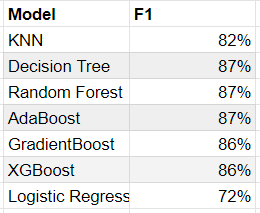 Model F1
KNN 82%
Decision Tree 87%
Random Forest 87%
AdaBoost 87%
GradientBoost 86%
XGBoost 86%
Logistic Regress 72%